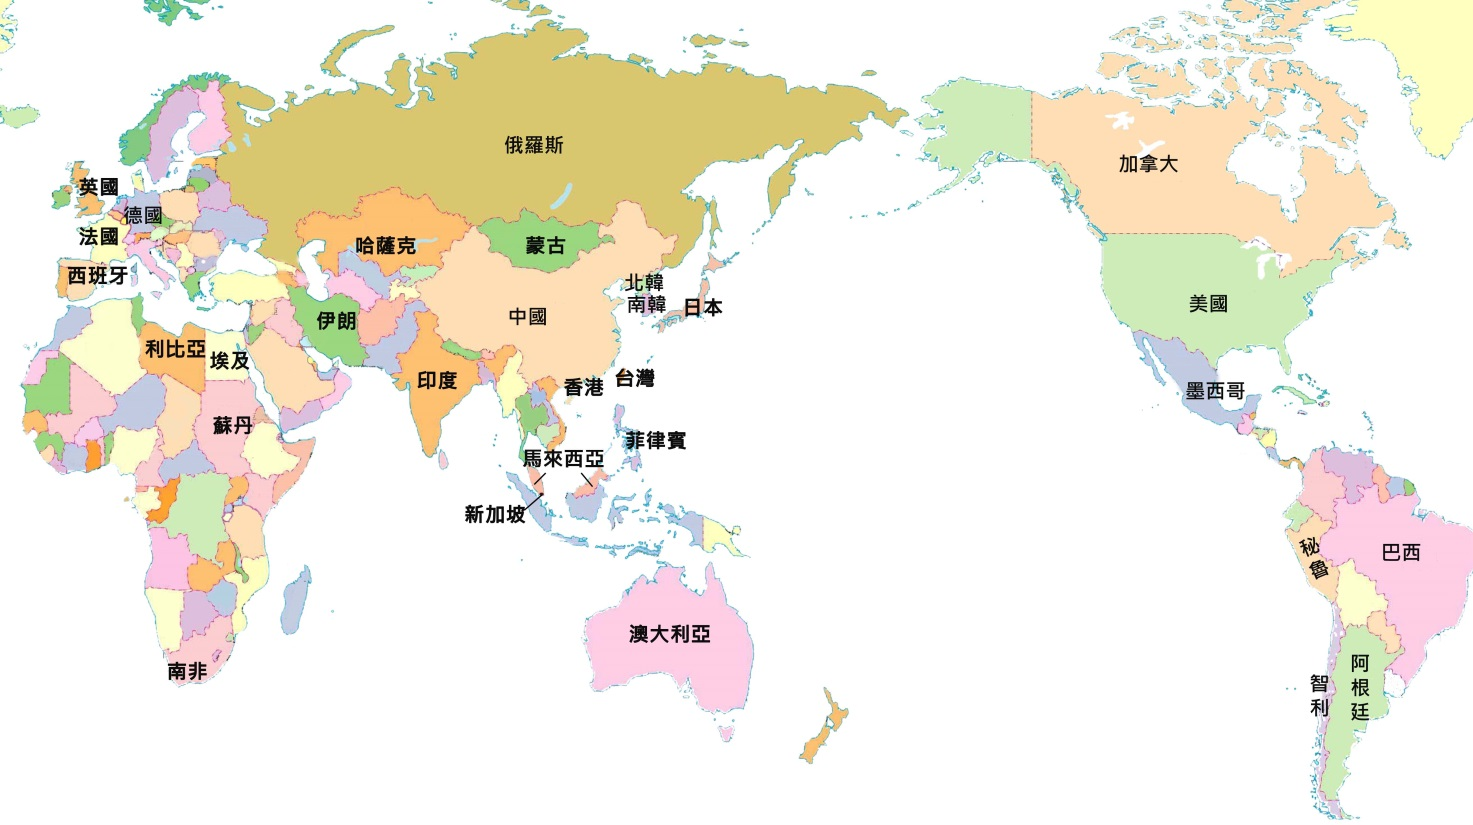 俄羅斯
加拿大
英國
德國
法國
西班牙
哈薩克
蒙古
北韓
南韓
日本
美國
中國
伊朗
利比亞
埃及
印度
香港
台灣
墨西哥
蘇丹
菲律賓
馬來西亞
新加坡
秘魯
巴西
澳大利亞
南非
智利
阿根廷